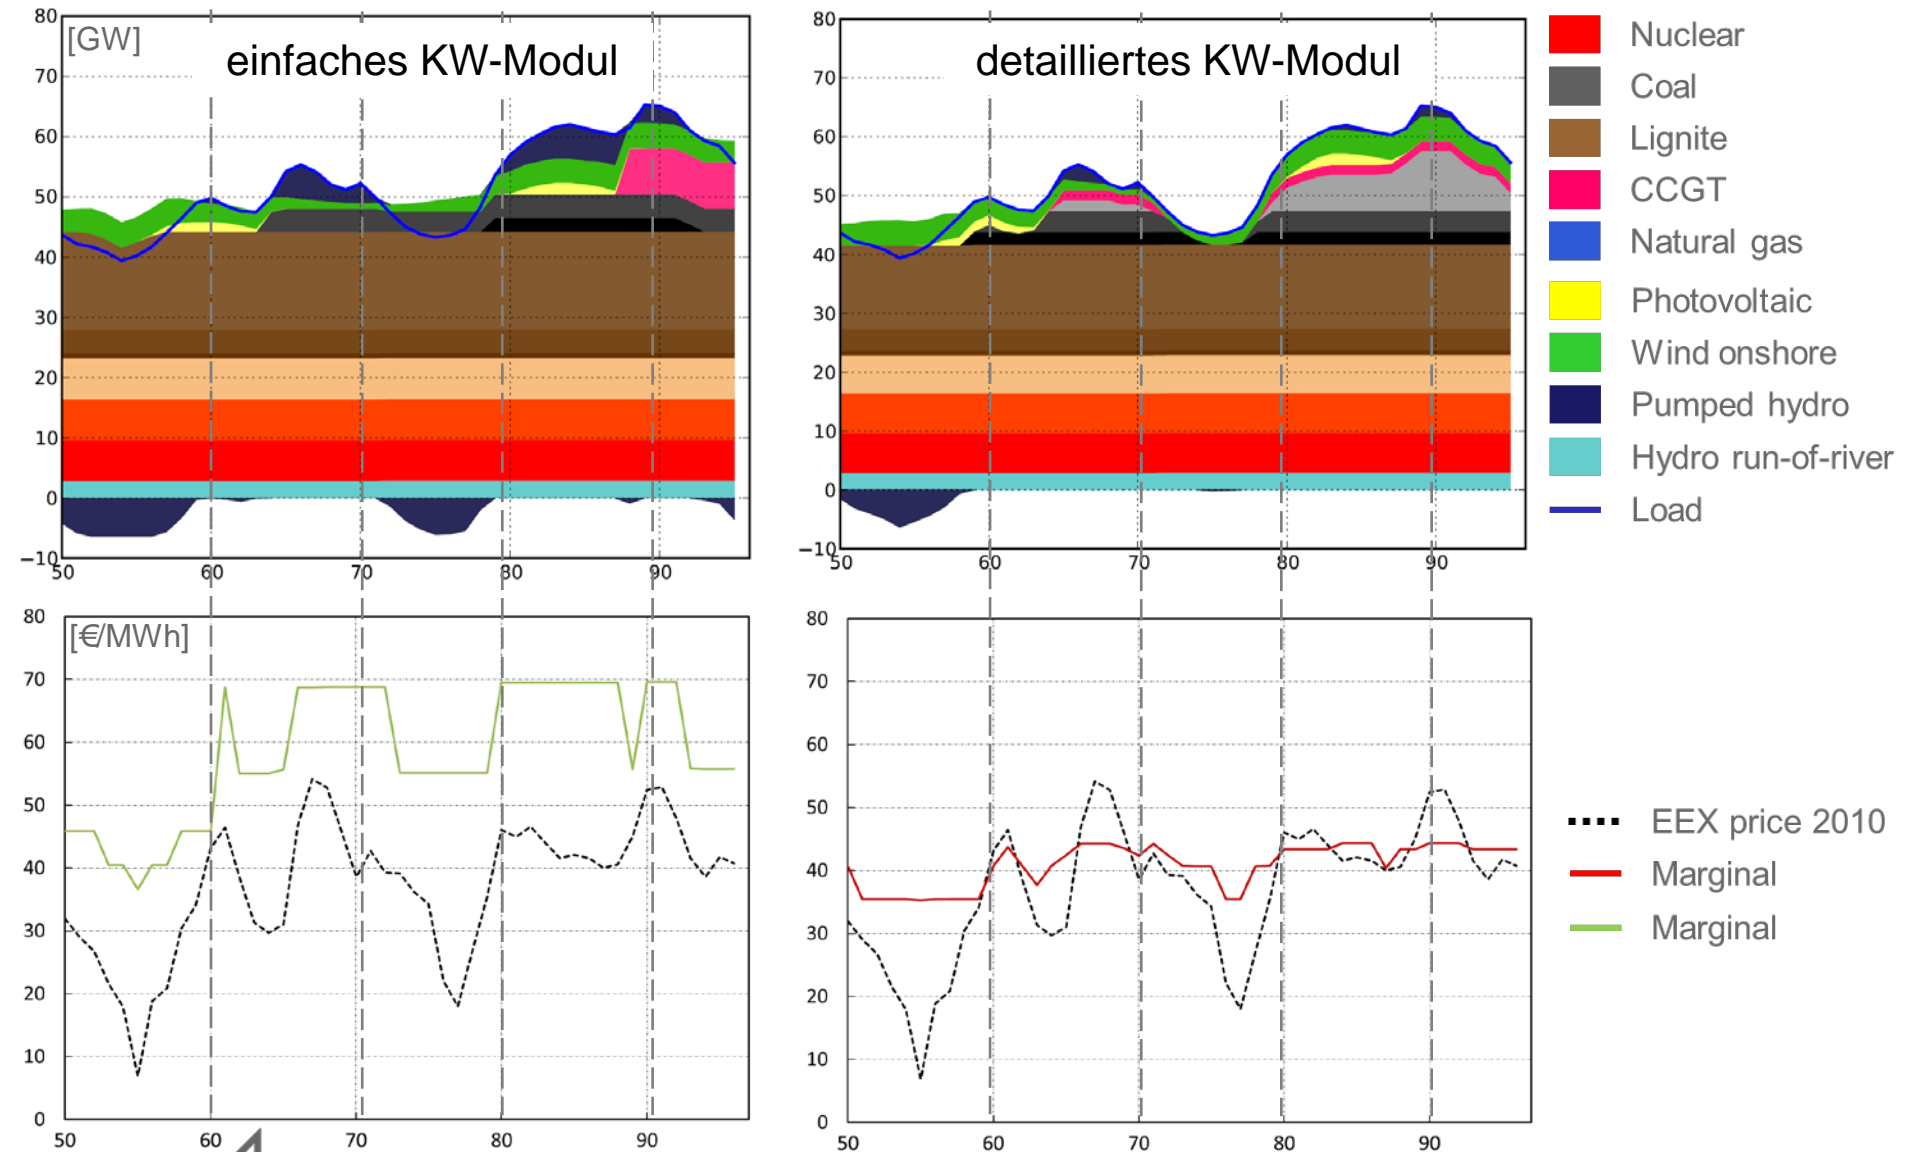 80
[GW]
einfaches KW-Modul
70
60
50
40
30
20
10
0
−10
50 60 70 80 90
80
detailliertes KW-Modul
70
60
50
40
30
20
10
0
−10
50 60 70 80 90
Nuclear
Coal
Lignite
CCGT
Natural gas
Photovoltaic
Wind onshore
Pumped hydro
Hydro run-of-river
Load
80
[€/MWh]
70
60
50
40
30
20
10
0
50 60 70 80 90
80
70
60
50
40
30
20
10
0
50 60 70 80 90
EEX price 2010
Marginal
Marginal